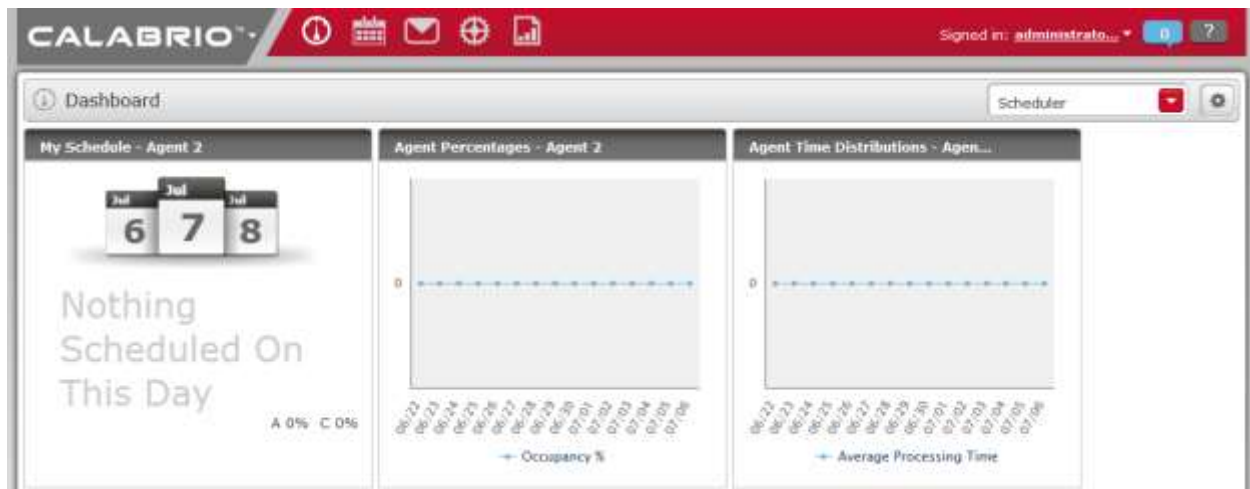 CALABRIO™
Signed in: administrato...
0
?
Dashboard
Scheduler
My Schedule - Agent 2
Jul
Jul
Jul
6
7
8
Nothing
Scheduled On
This Day
A 0% C 0%
Agent Percentages - Agent 2
0
06/22
06/23
06/24
06/25
06/26
06/27
06/28
06/29
06/30
07/01
07/02
07/03
07/04
07/05
07/06
Occupancy %
Agent Time Distributions - Agen...
0
06/22
06/23
06/24
06/25
06/26
06/27
06/28
06/29
06/30
07/01
07/02
07/03
07/04
07/05
07/06
Average Processing Time